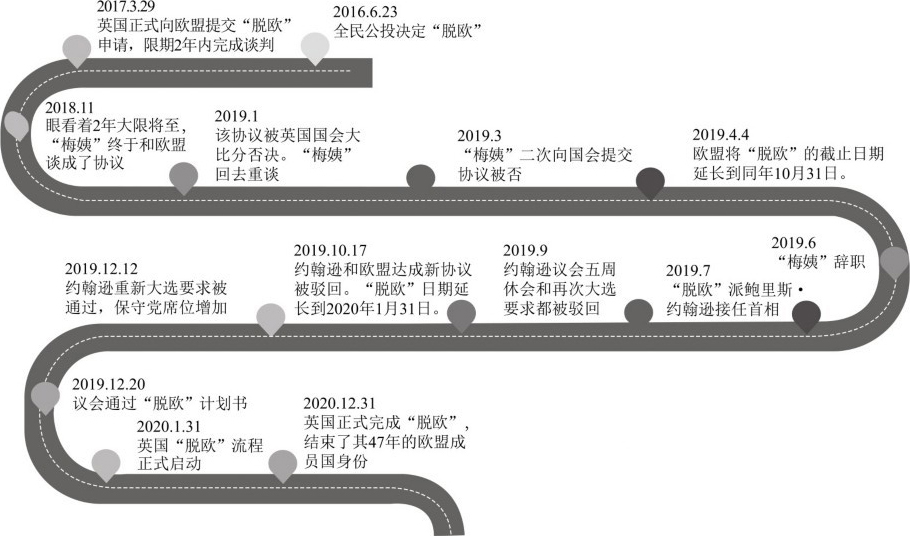 2016.6.23
全民公投决定“脱欧”
2017.3.29
英国正式向欧盟提交“脱欧”
申请，限期2年内完成谈判
2018.11
眼看着2年大限将至，
“梅姨”终于和欧盟
谈成了协议
2019.1
该协议被英国国会大
比分否决。“梅姨”
回去重谈
2019.3
“梅姨”二次向国会提交
协议被否
2019.4.4
欧盟将“脱欧”的截止日期
延长到同年10月31日。
2019.6
“梅姨”辞职
2019.7
“脱欧”派鲍里斯·
约翰逊接任首相
2019.9
约翰逊议会五周
休会和再次大选
要求都被驳回
2019.10.17
约翰逊和欧盟达成新协议
被驳回。“脱欧”日期延
长到2020年1月31日。
2019.12.12
约翰逊重新大选要求被
通过，保守党席位增加
2019.12.20
议会通过“脱欧”计划书
2020.1.31
英国“脱欧”流程
正式启动
2020.12.31
英国正式完成“脱欧”，
结束了其47年的欧盟成
员国身份